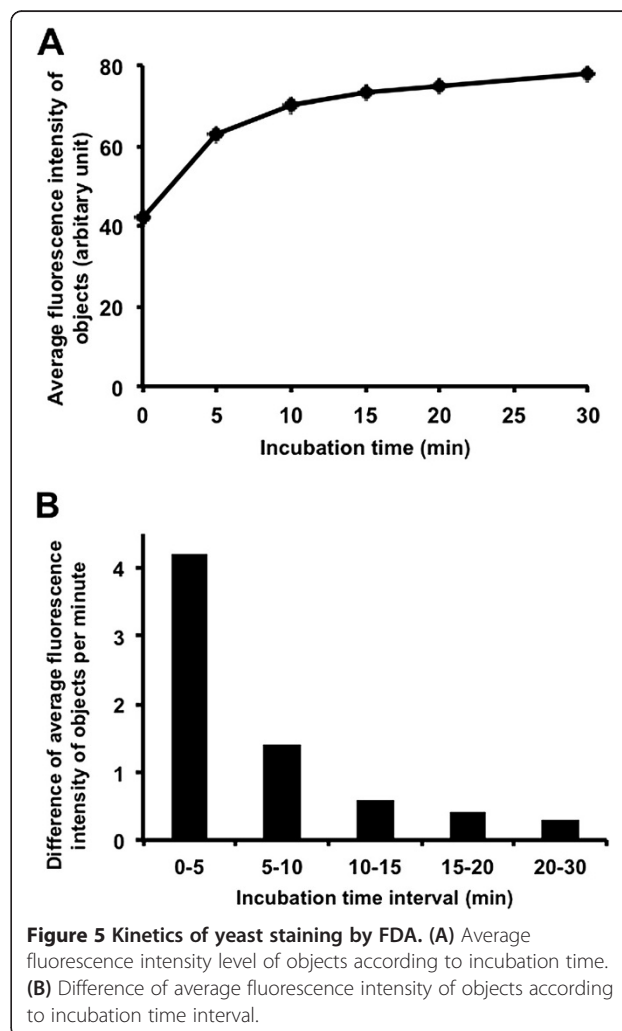 A
Average fluorescence intensity of
objects (arbitary unit)
80
60
40
20
0
0 5 10 15 20 25 30
Incubation time (min)
B
Difference of average fluorescence
intensity of objects per minute
4
3
2
1
0
0-5 5-10 10-15 15-20 20-30
Incubation time interval (min)
Figure 5 Kinetics of yeast staining by FDA. (A) Average
fluorescence intensity level of objects according to incubation time.
(B) Difference of average fluorescence intensity of objects according
to incubation time interval.